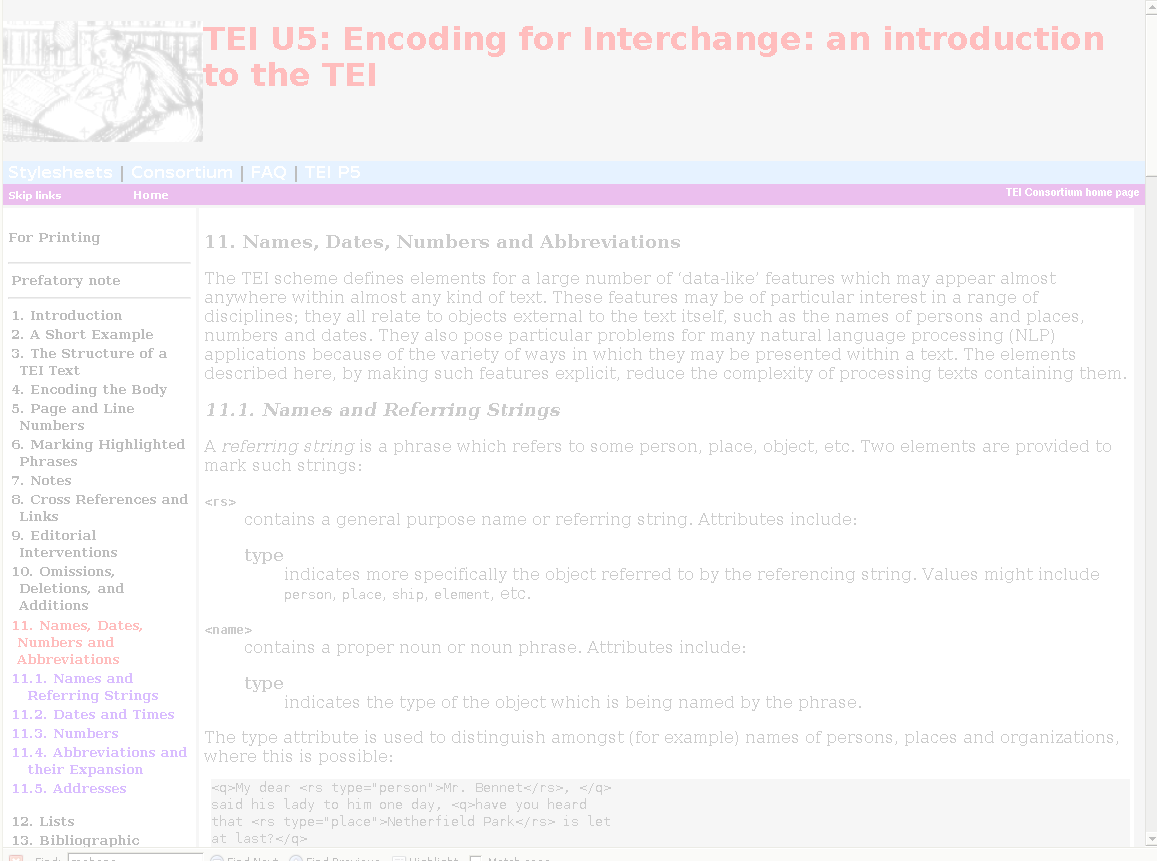 TEI U5: Encoding for Interchange: an introduction
to the TEI
Stylesheets | Consortium | FAQ | TEI P5
Skip links Home TEI Consortium home page
For Printing
Prefatory note
1. Introduction
2. A Short Example
3. The Structure of a
TEI Text
4. Encoding the Body
5. Page and Line
Numbers
6. Marking Highlighted
Phrases
7. Notes
8. Cross References and
Links
9. Editorial
Interventions
10. Omissions,
Deletions, and
Additions
11. Names, Dates,
Numbers and
Abbreviations
11.1. Names and
Referring Strings
11.2. Dates and Times
11.3. Numbers
11.4. Abbreviations and
their Expansion
11.5. Addresses
12. Lists
13. Bibliographic
11. Names, Dates, Numbers and Abbreviations
The TEI scheme defines elements for a large number of ‘data-like’ features which may appear almost
anywhere within almost any kind of text. These features may be of particular interest in a range of
disciplines; they all relate to objects external to the text itself, such as the names of persons and places,
numbers and dates. They also pose particular problems for many natural language processing (NLP)
applications because of the variety of ways in which they may be presented within a text. The elements
described here, by making such features explicit, reduce the complexity of processing texts containing them.
11.1. Names and Referring Strings
A referring string is a phrase which refers to some person, place, object, etc. Two elements are provided to
mark such strings:
<rs>
contains a general purpose name or referring string. Attributes include:
type
indicates more specifically the object referred to by the referencing string. Values might include
person, place, ship, element, etc.
<name>
contains a proper noun or noun phrase. Attributes include:
type
indicates the type of the object which is being named by the phrase.
The type attribute is used to distinguish amongst (for example) names of persons, places and organizations,
where this is possible:
<q>My dear <rs type="person">Mr. Bennet</rs>, </q>
said his lady to him one day, <q>have you heard
that <rs type="place">Netherfield Park</rs> is let
at last?</q>
Find: Find Next Find Previous Highlight Match case